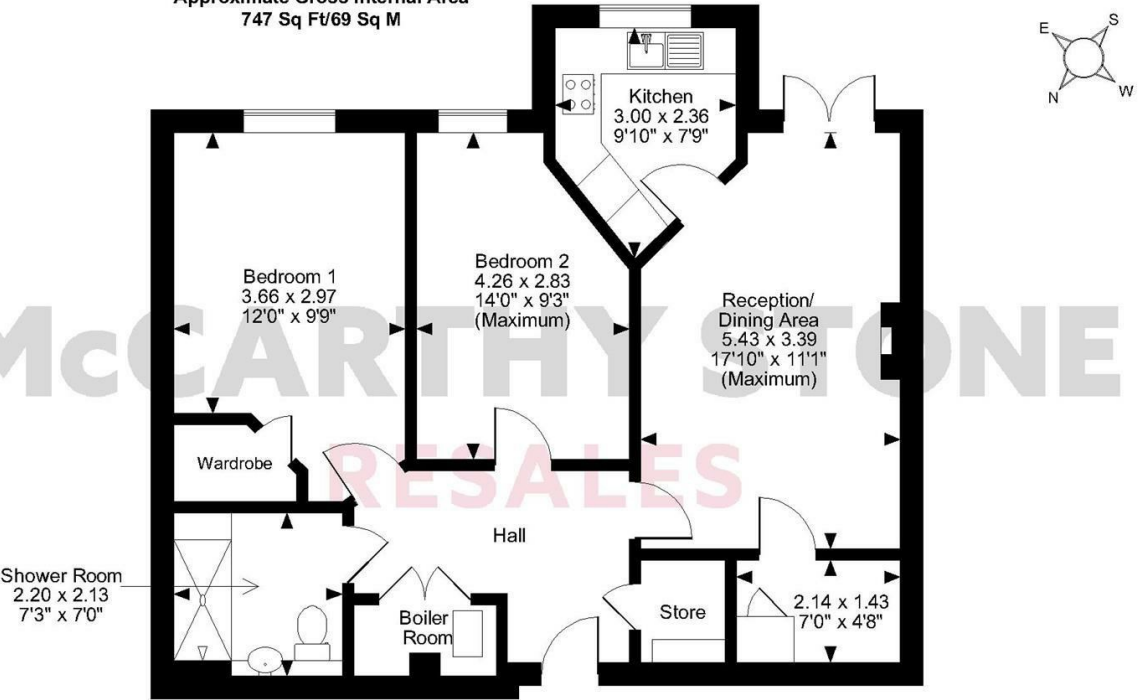 Approximate Gross Internal Area
747 Sq Ft/69 Sq M
E
S
N
W
Kitchen
3.00 x 2.36
9'10" x 7'9"
Bedroom 1
3.66 x 2.97
12'0" x 9'9"
Bedroom 2
4.26 x 2.83
14'0" x 9'3"
(Maximum)
Reception/
Dining Area
5.43 x 3.39
17'10" x 11'1"
(Maximum)
McCARTHY STONE
RESALES
Wardrobe
Hall
Shower Room
2.20 x 2.13
7'3" x 7'0"
Boiler
Room
Store
2.14 x 1.43
7'0" x 4'8"